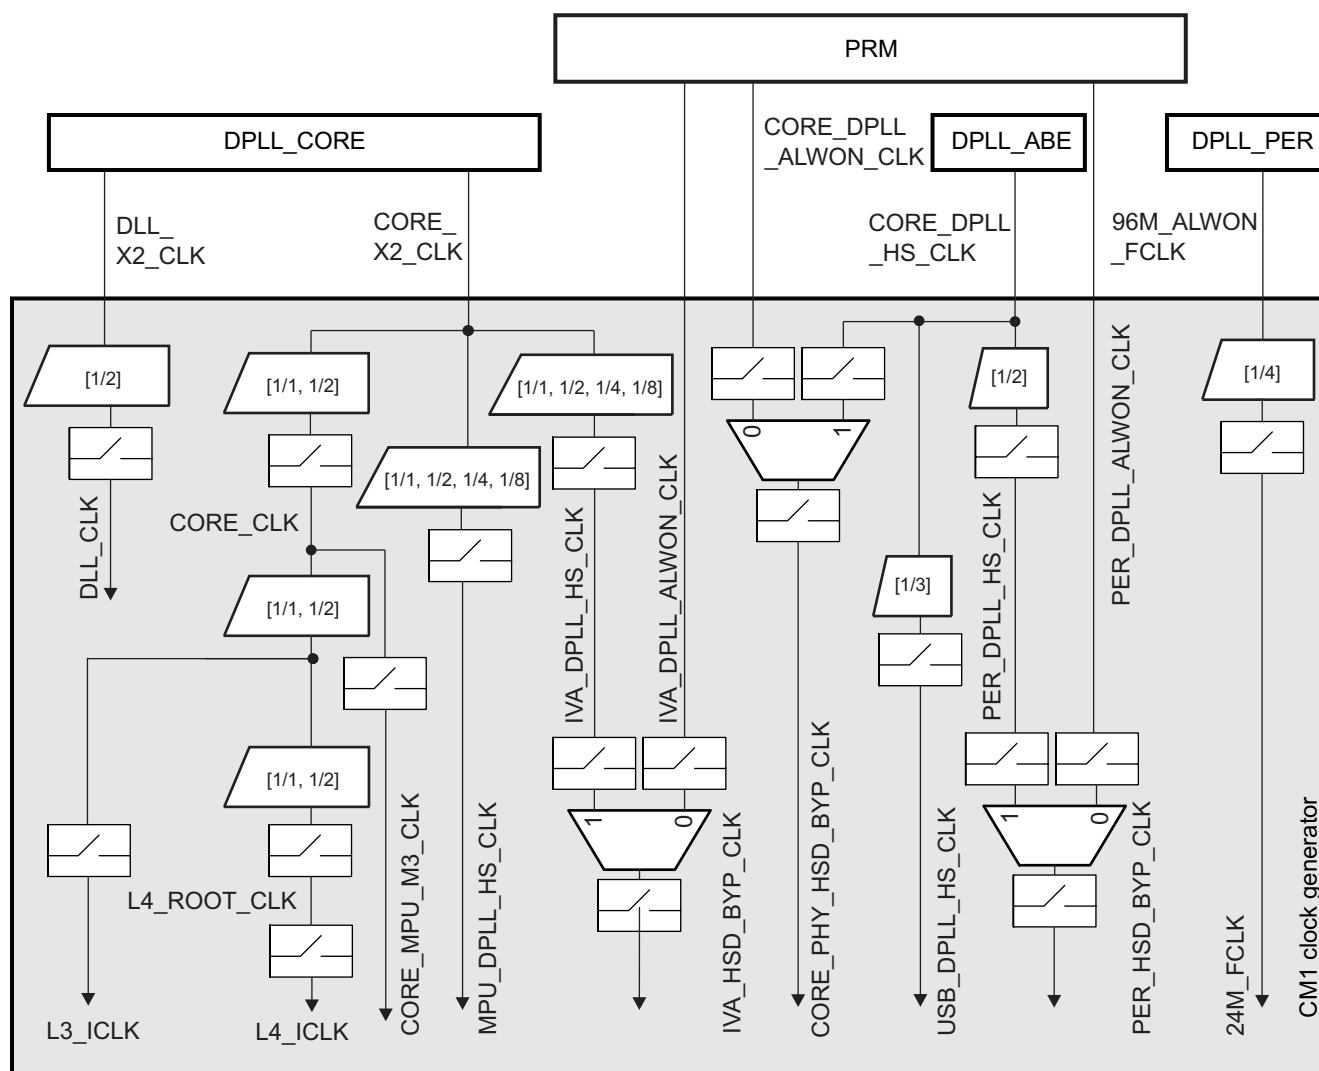 PRM
DPLL_CORE
CORE_DPLL
_ALWON_CLK
DPLL_ABE
DPLL_PER
DLL_
X2_CLK
CORE_
X2_CLK
CORE_DPLL
_HS_CLK
96M_ALWON
_FCLK
[1/2]
[1/1, 1/2]
[1/1, 1/2, 1/4, 1/8]
[1/2]
[1/4]
0
1
PER_DPLL_ALWON_CLK
[1/1, 1/2, 1/4, 1/8]
CORE_CLK
DLL_CLK
IVA_DPLL_HS_CLK
IVA_DPLL_ALWON_CLK
PER_DPLL_HS_CLK
[1/1, 1/2]
[1/3]
[1/1, 1/2]
1
0
1
0
L4_ROOT_CLK
CORE_MPU_M3_CLK
MPU_DPLL_HS_CLK
IVA_HSD_BYP_CLK
CORE_PHY_HSD_BYP_CLK
USB_DPLL_HS_CLK
PER_HSD_BYP_CLK
24M_FCLK
CM1 clock generator
L3_ICLK
L4_ICLK